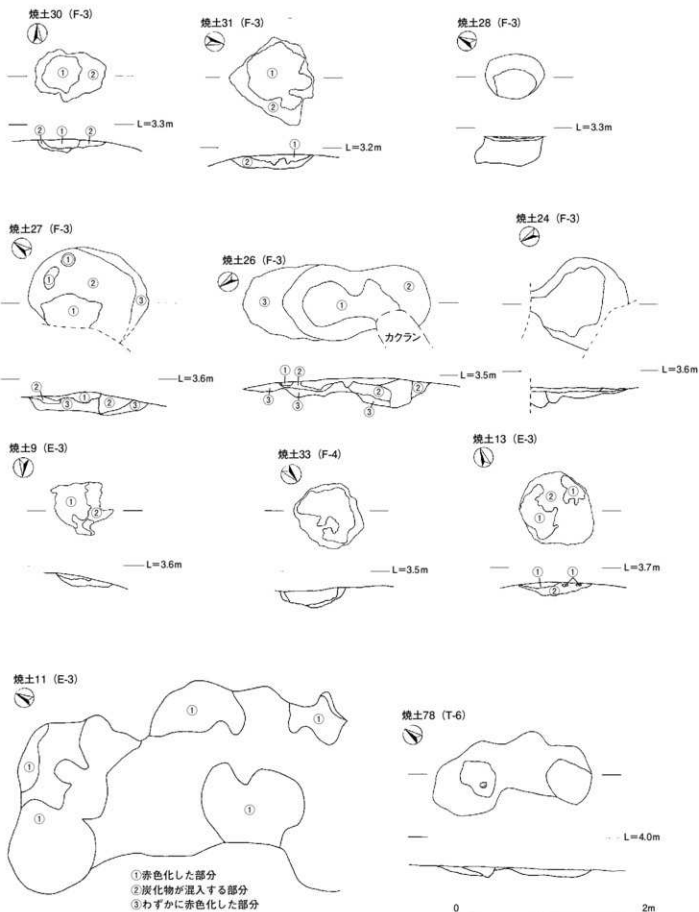 焼土30 (F-3)
① ②
L=3.3m
② ① ②
焼土31 (F-3)
①
②
L=3.2m
①
②
焼土28 (F-3)
L=3.3m
焼土27 (F-3)
①
①
②
③
①
L=3.6m
②
③ ① ② ③
焼土26 (F-3)
③ ① ②
カクラン
L=3.5m
① ②
② ③
③ ③
焼土24 (F-3)
L=3.6m
焼土9 (E-3)
①
②
L=3.6m
焼土33 (F-4)
L=3.5m
焼土13 (E-3)
② ①
①
L=3.7m
① ①
②
焼土11 (E-3)
① ①
①
① ①
①赤色化した部分
②炭化物が混入する部分
③わずかに赤色化した部分
焼土78 (T-6)
L=4.0m
0 2m